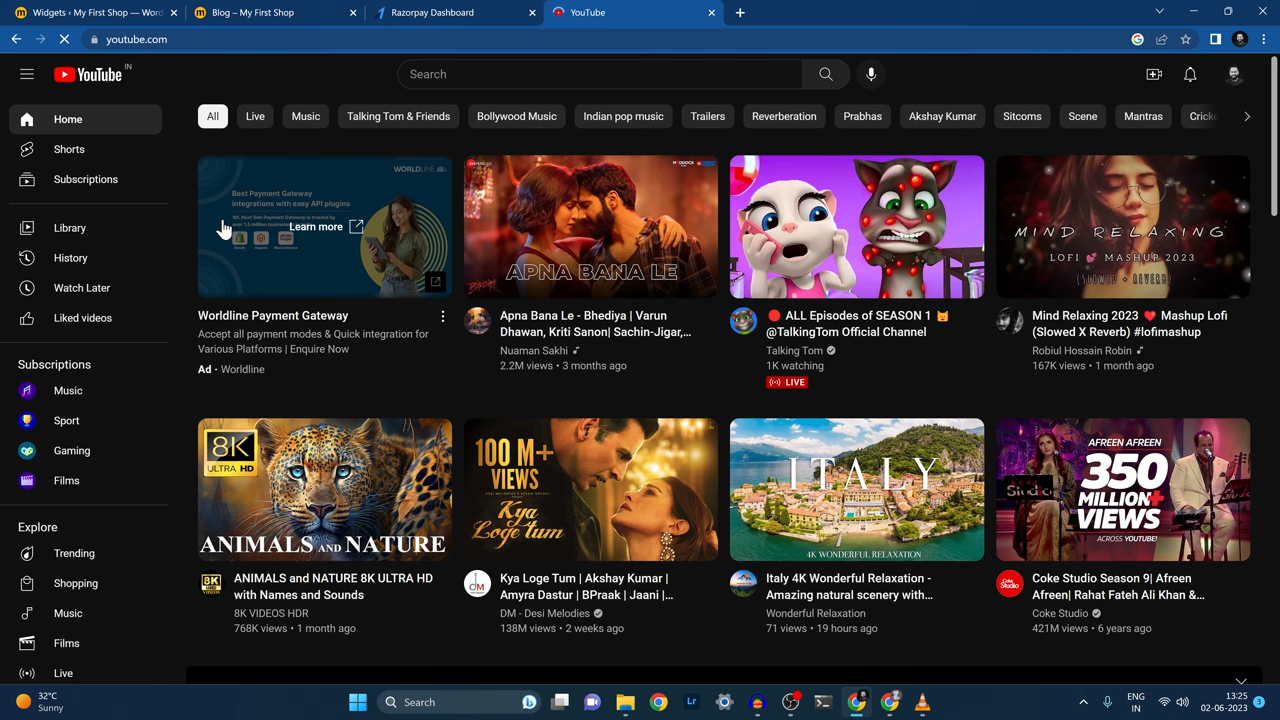 Widgets ‹ My First Shop — Word
Blog – My First Shop
Razorpay Dashboard
YouTube
youtube.com
YouTube IN
Search
All
Live
Music
Talking Tom & Friends
Bollywood Music
Indian pop music
Trailers
Reverberation
Prabhas
Akshay Kumar
Sitcoms
Scene
Mantras
Cricke
Home
Shorts
Subscriptions
Library
History
Watch Later
Liked videos
Subscriptions
Music
Sport
Gaming
Films
Explore
Trending
Shopping
Music
Films
Live
WORLDLINE
Best Payment Gateway
integrations with easy API plugins
Learn more
Worldline Payment Gateway
Accept all payment modes & Quick integration for
Various Platforms | Enquire Now
Ad · Worldline
APNA BANA LE
Apna Bana Le - Bhediya | Varun
Dhawan, Kriti Sanon| Sachin-Jigar,...
Nuaman Sakhi
2.2M views • 3 months ago
🔴 ALL Episodes of SEASON 1 😸
@TalkingTom Official Channel
Talking Tom
1K watching
LIVE
MIND RELAXING
LOFI 💕 MASHUP 2023
(SLOWED + REVERB)
Mind Relaxing 2023 ❤️ Mashup Lofi
(Slowed X Reverb) #lofimashup
Robiul Hossain Robin
167K views • 1 month ago
8K
ULTRA HD
ANIMALS AND NATURE
8K
ANIMALS and NATURE 8K ULTRA HD
with Names and Sounds
8K VIDEOS HDR
768K views • 1 month ago
100 M+
VIEWS
Kya
Loge tum
DM
Kya Loge Tum | Akshay Kumar |
Amyra Dastur | BPraak | Jaani |...
DM - Desi Melodies
138M views • 2 weeks ago
ITALY
4K WONDERFUL RELAXATION
Italy 4K Wonderful Relaxation -
Amazing natural scenery with...
Wonderful Relaxation
71 views • 19 hours ago
AFREEN AFREEN
350
MILLION+
VIEWS
ACROSS YOUTUBE!
Coke Studio
Coke Studio Season 9| Afreen
Afreen| Rahat Fateh Ali Khan &...
Coke Studio
421M views • 6 years ago
32°C
Sunny
Search
Lr
ENG
IN
13:25
02-06-2023
3